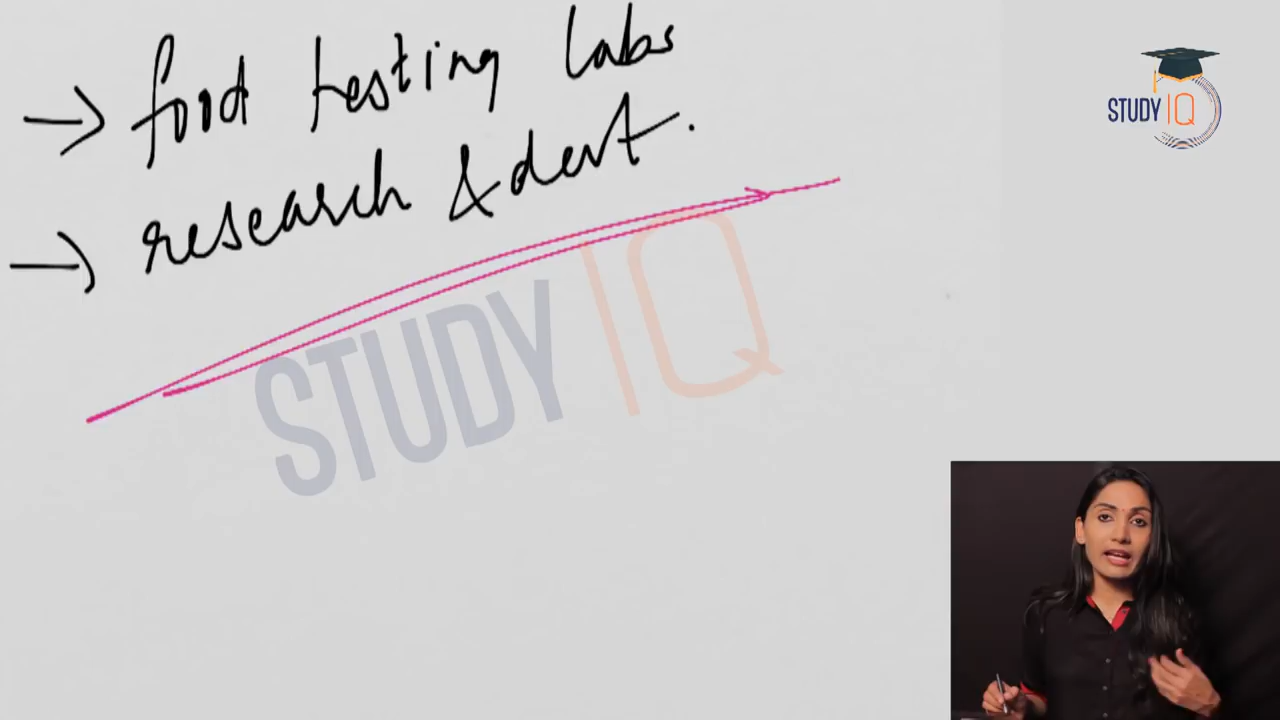 → food testing labs
→ research & devt.
STUDY IQ
STUDY IQ